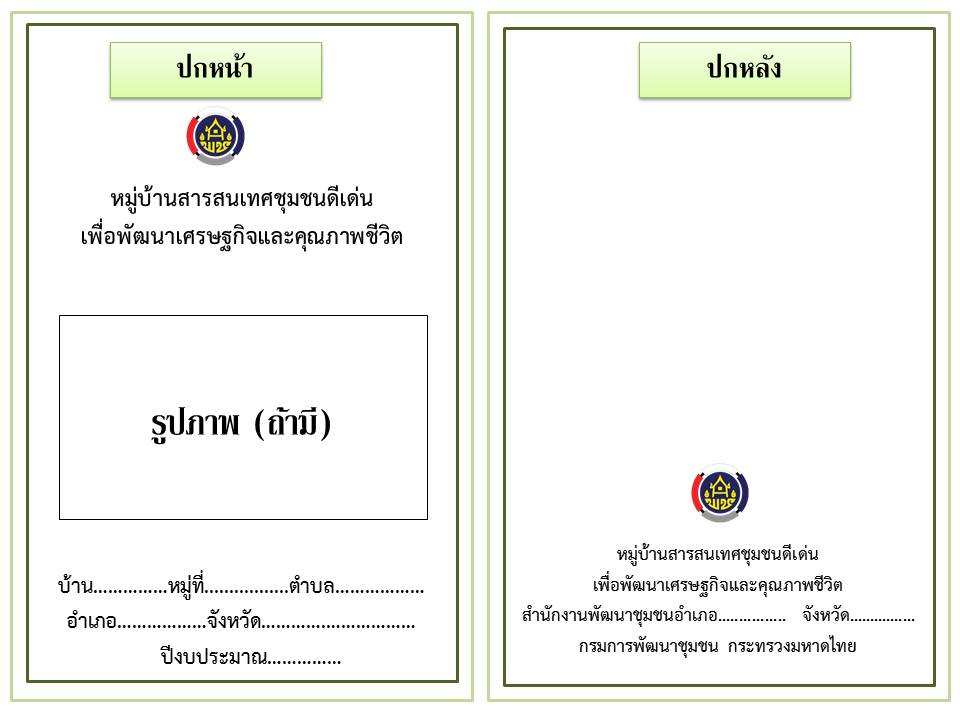 ปกหน้า
พช
หมู่บ้านสารสนเทศชุมชนดีเด่น
เพื่อพัฒนาเศรษฐกิจและคุณภาพชีวิต
รูปภาพ (ถ้ามี)
บ้าน...............หมู่ที่.................ตำบล..................
อำเภอ..................จังหวัด...............................
ปีงบประมาณ...............
ปกหลัง
พช
หมู่บ้านสารสนเทศชุมชนดีเด่น
เพื่อพัฒนาเศรษฐกิจและคุณภาพชีวิต
สำนักงานพัฒนาชุมชนอำเภอ................ จังหวัด...............
กรมการพัฒนาชุมชน กระทรวงมหาดไทย